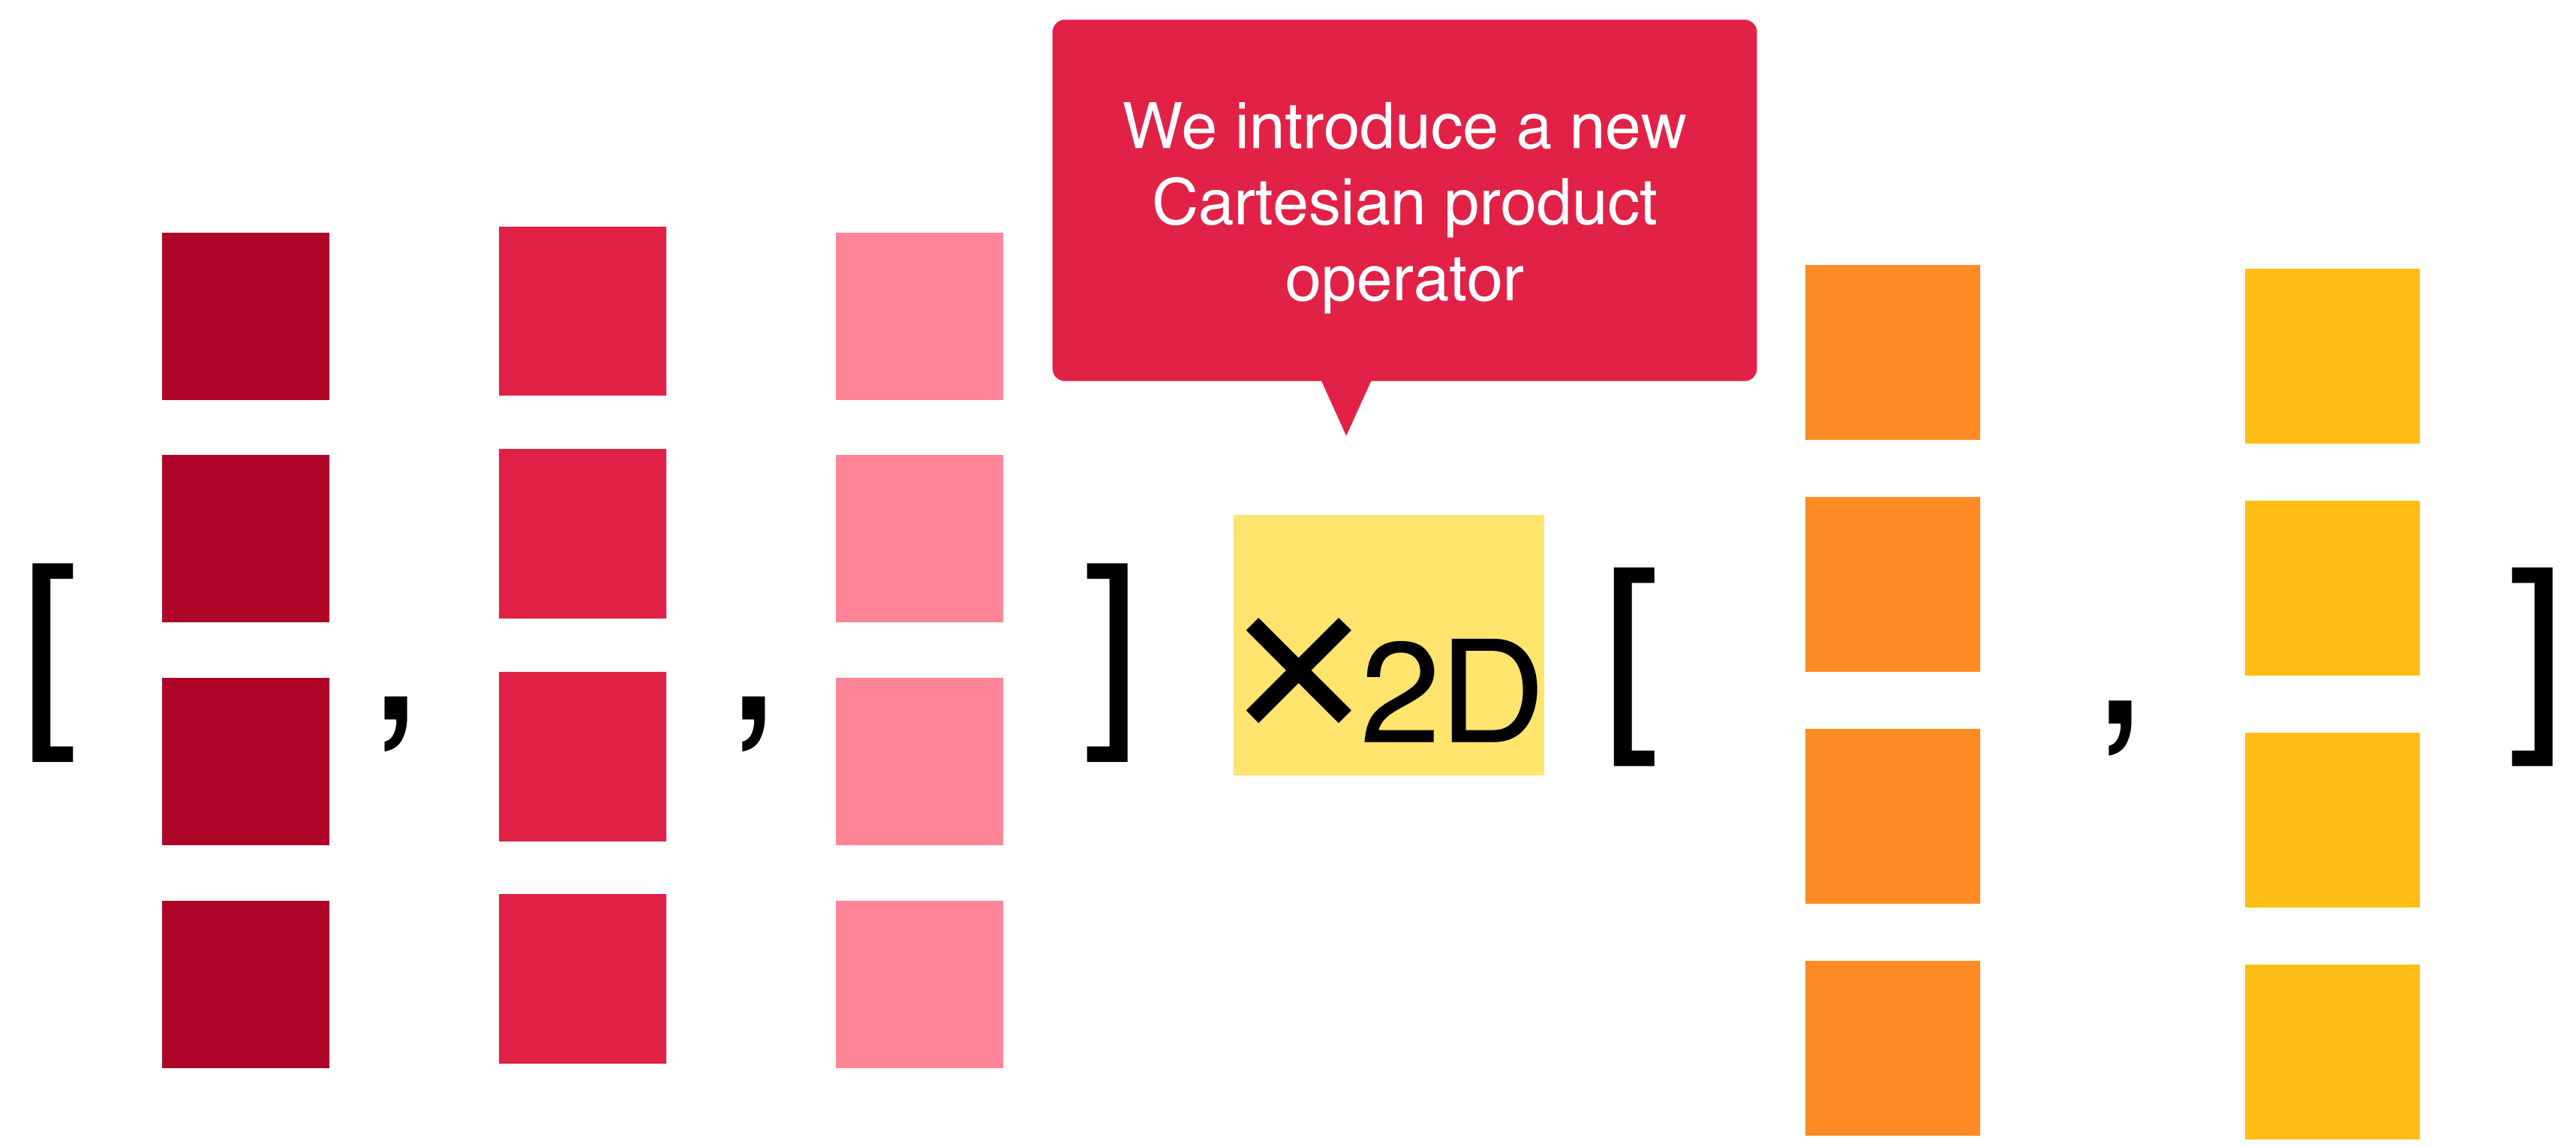 We introduce a new
Cartesian product
operator
[ , , ] ×2D [ , ]